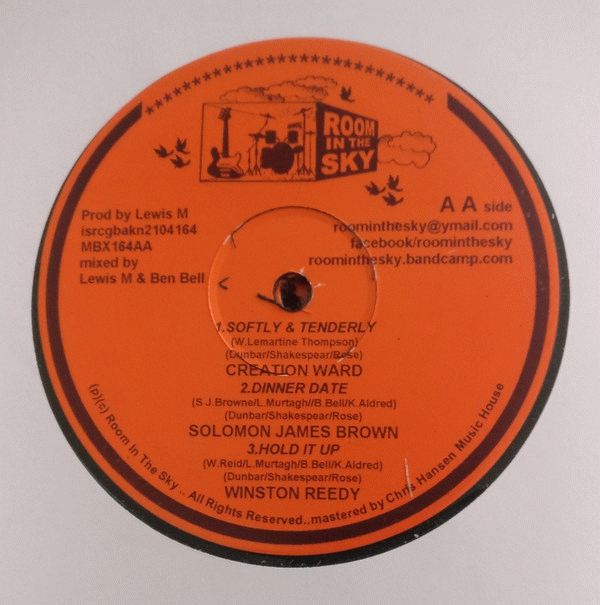 ********************************
ROOM
IN THE
SKY
A A side
Prod by Lewis M
isrcgbakn2104164
MBX164AA
mixed by
Lewis M & Ben Bell
roominthesky@ymail.com
facebook/roominthesky
roominthesky.bandcamp.com
1.SOFTLY & TENDERLY
(W.Lemartine Thompson)
(Dunbar/Shakespear/Rose)
CREATION WARD
2.DINNER DATE
(S J.Browne/L.Murtagh//B.Bell/K.Aldred)
(Dunbar/Shakespear/Rose)
SOLOMON JAMES BROWN
3.HOLD IT UP
(W.Reid/L.Murtagh/B.Bell/K.Aldred)
(Dunbar/Shakespear/Rose)
WINSTON REEDY
(p)(c) Room In The Sky .. All Rights Reserved..mastered by Chris Hansen Music House